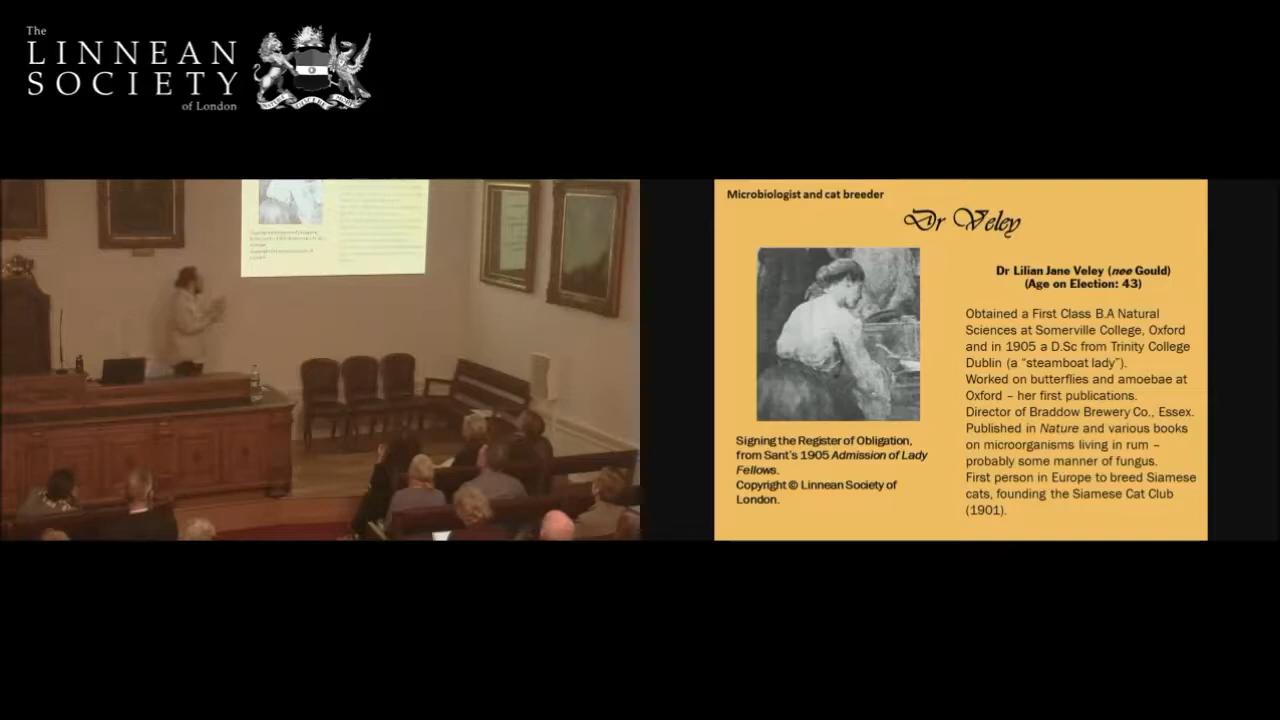 The
LINNEAN
SOCIETY
of London
Microbiologist and cat breeder
Dr Veley
Dr Lilian Jane Veley (nee Gould)
(Age on Election: 43)
Obtained a First Class B.A Natural
Sciences at Somerville College, Oxford
and in 1905 a D.Sc from Trinity College
Dublin (a “steamboat lady”).
Worked on butterflies and amoebae at
Oxford – her first publications.
Director of Braddow Brewery Co., Essex.
Published in Nature and various books
on microorganisms living in rum –
probably some manner of fungus.
First person in Europe to breed Siamese
cats, founding the Siamese Cat Club
(1901).
Signing the Register of Obligation,
from Sant's 1905 Admission of Lady
Fellows.
Copyright © Linnean Society of
London.